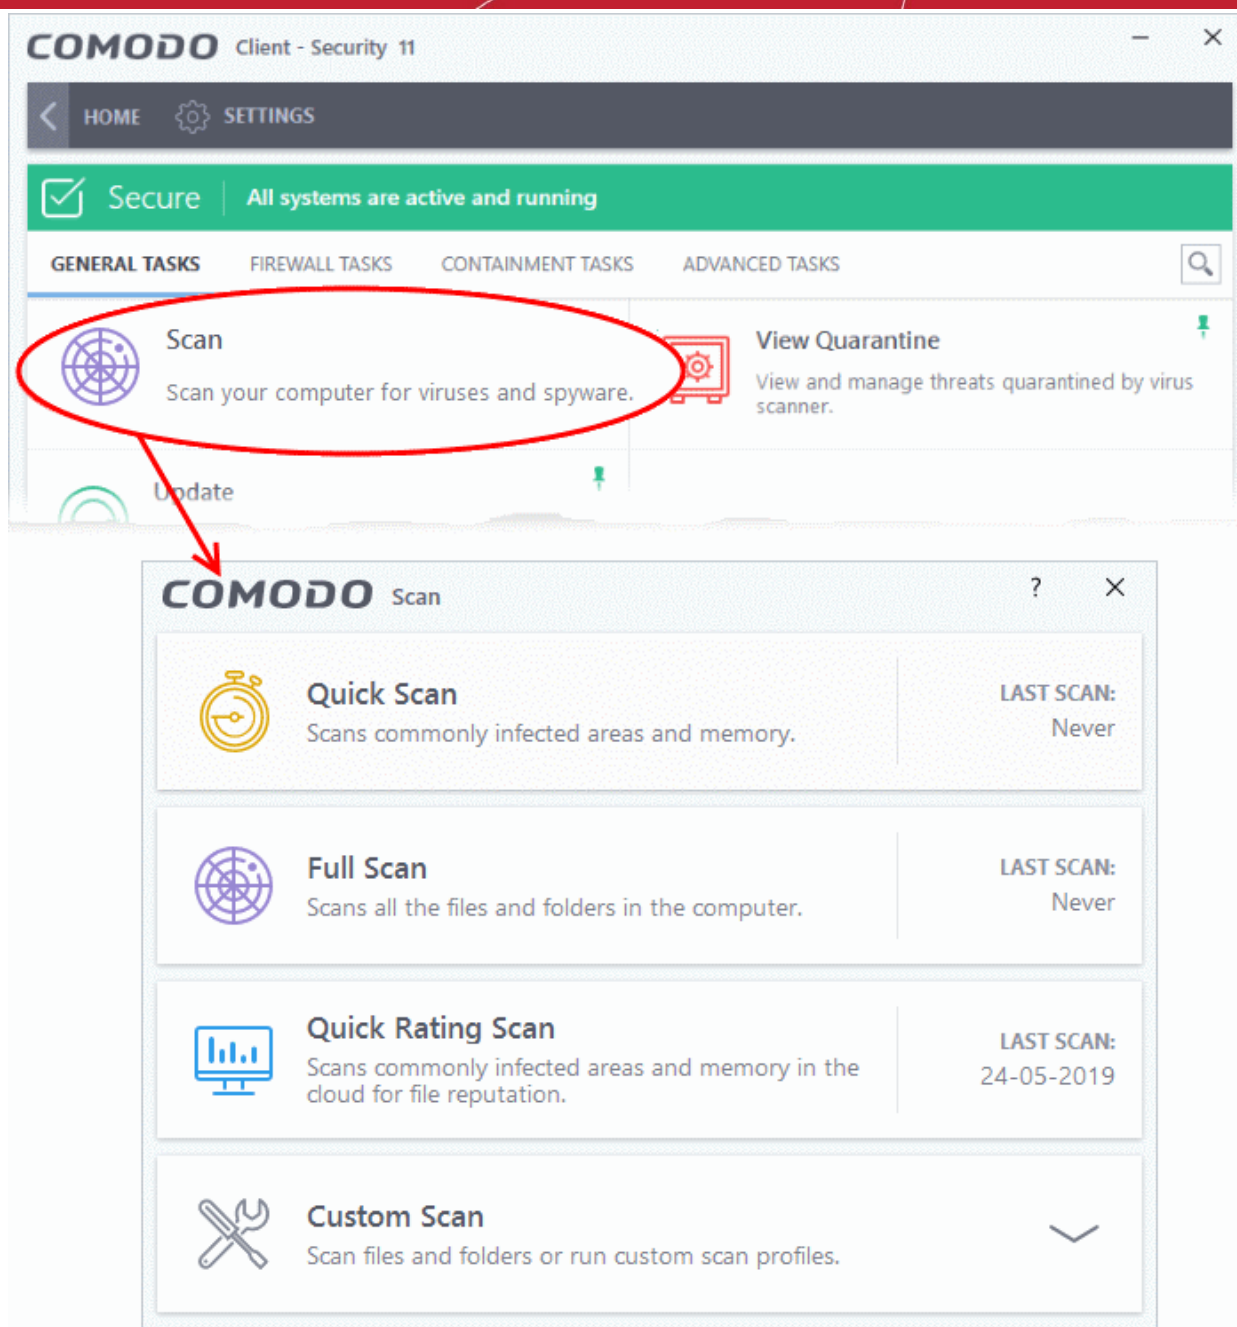 COMODO Client - Security 11
HOME SETTINGS
Secure All systems are active and running
GENERAL TASKS FIREWALL TASKS CONTAINMENT TASKS ADVANCED TASKS
Scan
Scan your computer for viruses and spyware.
View Quarantine
View and manage threats quarantined by virus
scanner.
Update
COMODO Scan ?
Quick Scan
Scans commonly infected areas and memory.
LAST SCAN:
Never
Full Scan
Scans all the files and folders in the computer.
LAST SCAN:
Never
Quick Rating Scan
Scans commonly infected areas and memory in the
cloud for file reputation.
LAST SCAN:
24-05-2019
Custom Scan
Scan files and folders or run custom scan profiles.